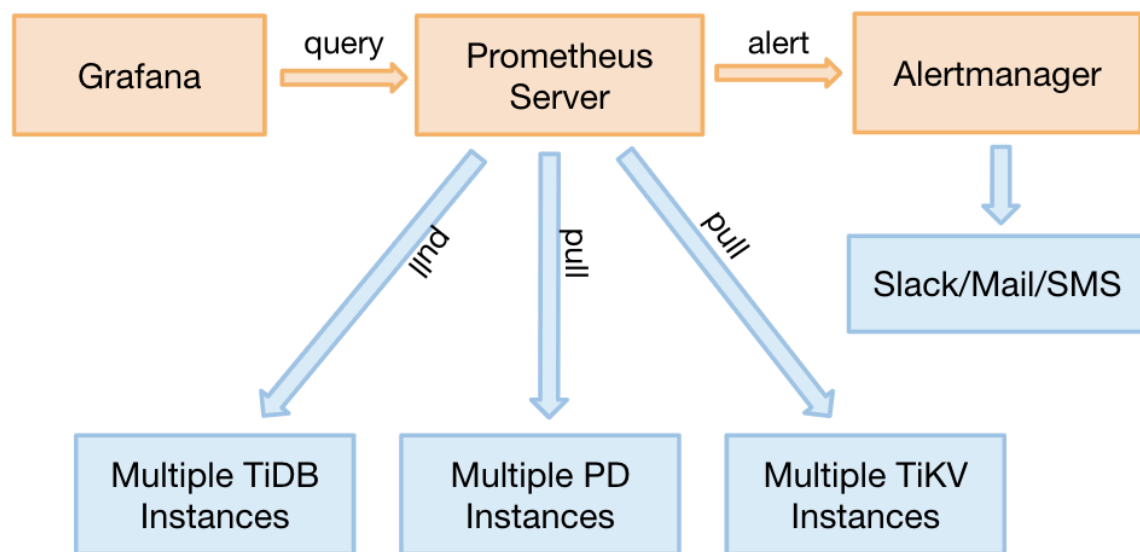 query
alert
Grafana
Prometheus
Server
Alertmanager
pull
pull
pull
Slack/Mail/SMS
Multiple TiDB
Instances
Multiple PD
Instances
Multiple TiKV
Instances